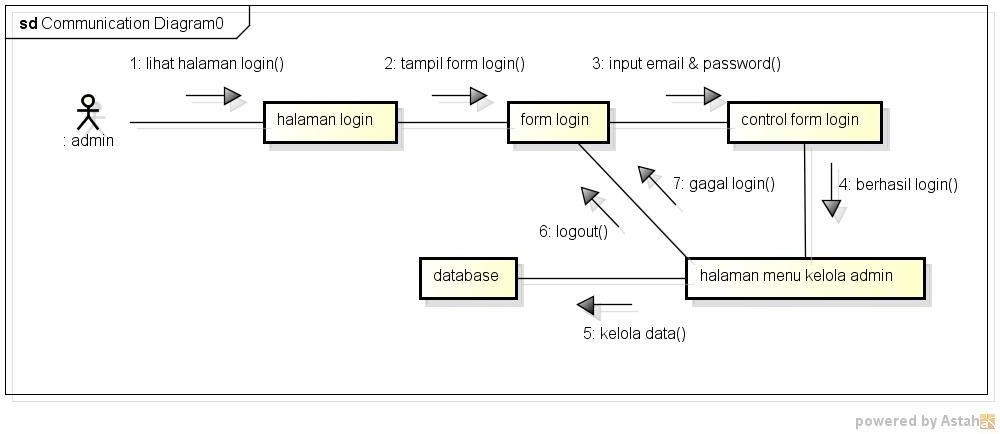 sd Communication Diagram0
1: lihat halaman login()
2: tampil form login()
3: input email & password()
: admin
halaman login
form login
control form login
7: gagal login()
4: berhasil login()
6: logout()
database
halaman menu kelola admin
5: kelola data()
powered by Astah